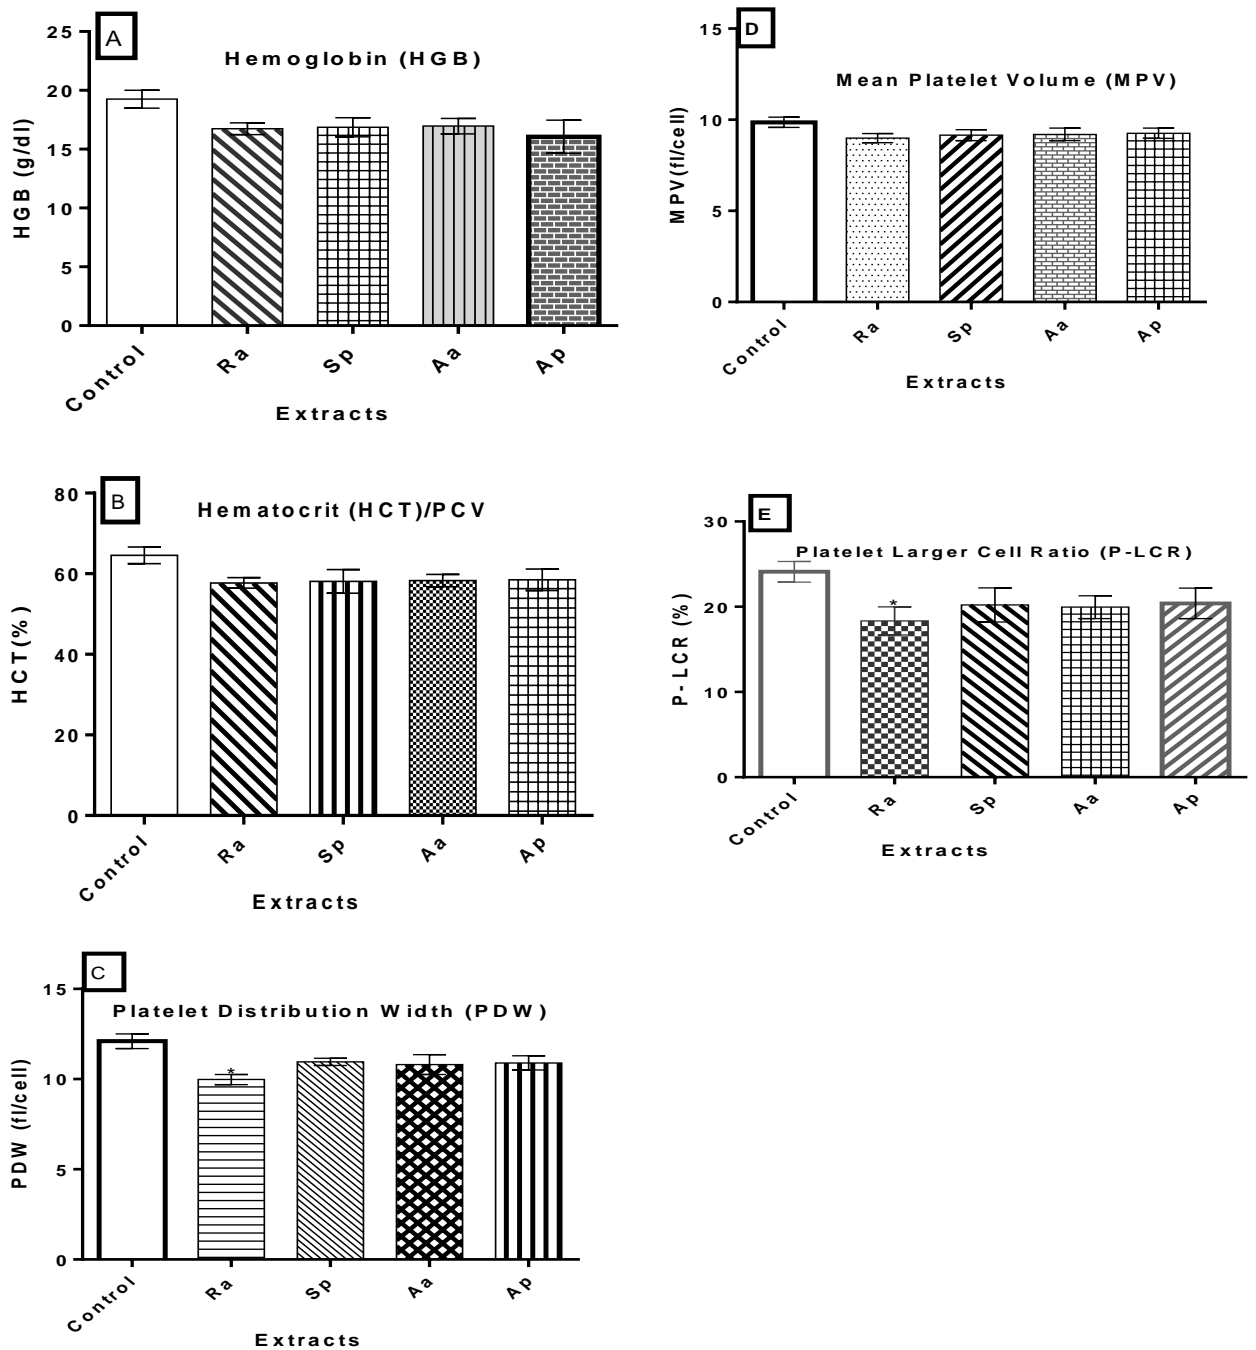 A
Hemoglobin (HGB)
HGB (g/dl)
25
20
15
10
5
0
Control
Ra
Sp
Aa
Ap
Extracts
D
Mean Platelet Volume (MPV)
MPV(fl/cell)
15
10
5
0
Control
Ra
Sp
Aa
Ap
Extracts
B
Hematocrit (HCT)/PCV
HCT(%)
80
60
40
20
0
Control
Ra
Sp
Aa
Ap
Extracts
E
Platelet Larger Cell Ratio (P-LCR)
P-LCR (%)
30
20
10
0
*
Control
Ra
Sp
Aa
Ap
Extracts
C
Platelet Distribution Width (PDW)
PDW (fl/cell)
15
10
5
0
*
Control
Ra
Sp
Aa
Ap
Extracts